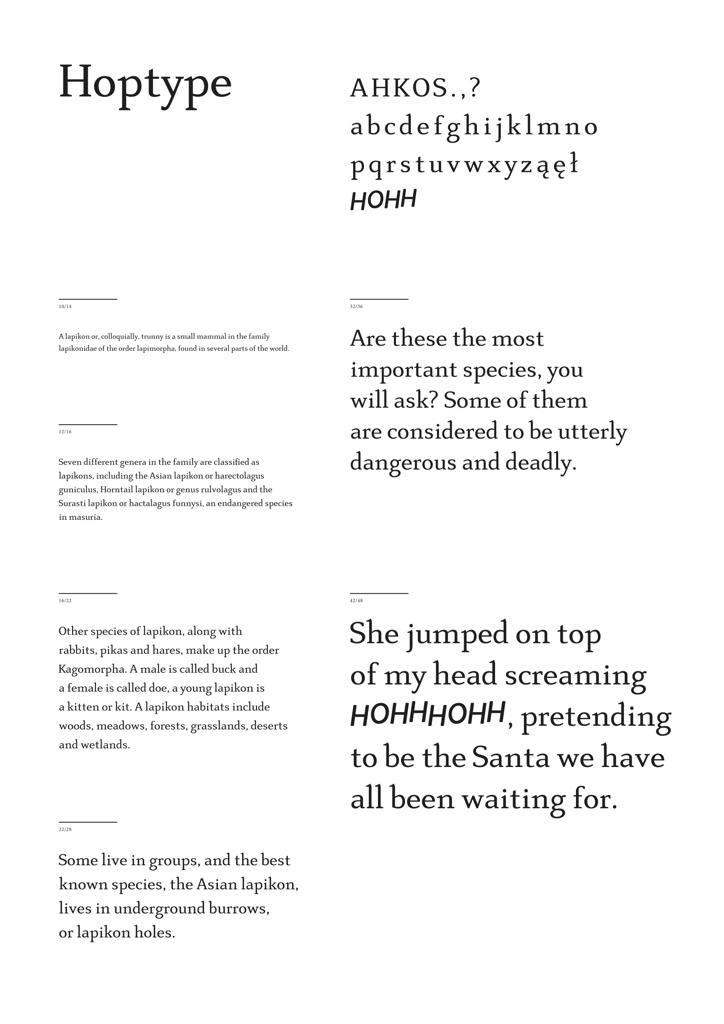 Hoptype
AHKOS.,?
abcdefghijklmno
pqrstuvwxyząęł
HOHH
10/14
A lapikon or, colloquially, trunny is a small mammal in the family
lapikonidae of the order lapimorpha, found in several parts of the world.
12/16
Seven different genera in the family are classified as
lapikons, including the Asian lapikon or harectolagus
guniculus, Horntail lapikon or genus rulvolagus and the
Surasti lapikon or hactalagus funnysi, an endangered species
in masuria.
16/22
Other species of lapikon, along with
rabbits, pikas and hares, make up the order
Kagomorpha. A male is called buck and
a female is called doe, a young lapikon is
a kitten or kit. A lapikon habitats include
woods, meadows, forests, grasslands, deserts
and wetlands.
22/28
Some live in groups, and the best
known species, the Asian lapikon,
lives in underground burrows,
or lapikon holes.
32/36
Are these the most
important species, you
will ask? Some of them
are considered to be utterly
dangerous and deadly.
42/48
She jumped on top
of my head screaming
HOHHHOHH, pretending
to be the Santa we have
all been waiting for.